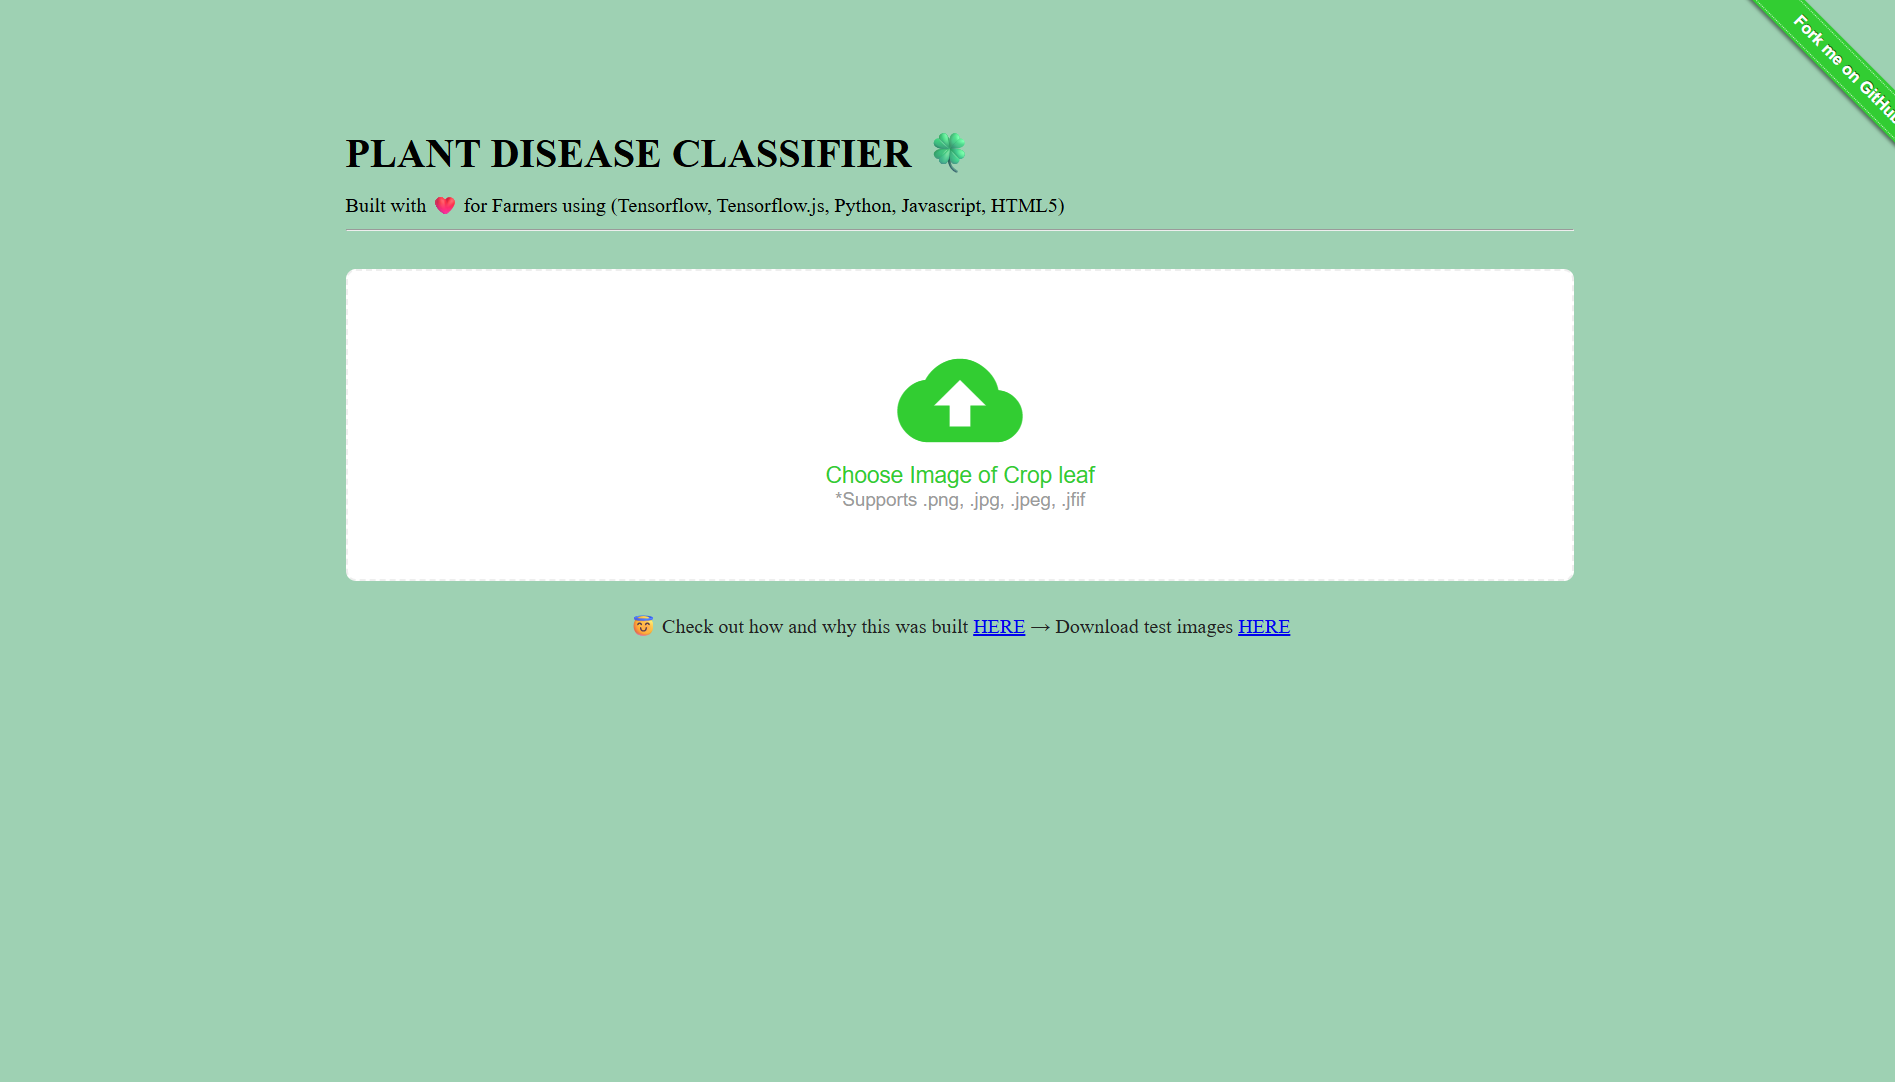 Fork me on GitHub
PLANT DISEASE CLASSIFIER 🍀
Built with ❤️ for Farmers using (Tensorflow, Tensorflow.js, Python, Javascript, HTML5)
Choose Image of Crop leaf
*Supports .png, .jpg, .jpeg, .jfif
😇 Check out how and why this was built HERE → Download test images HERE